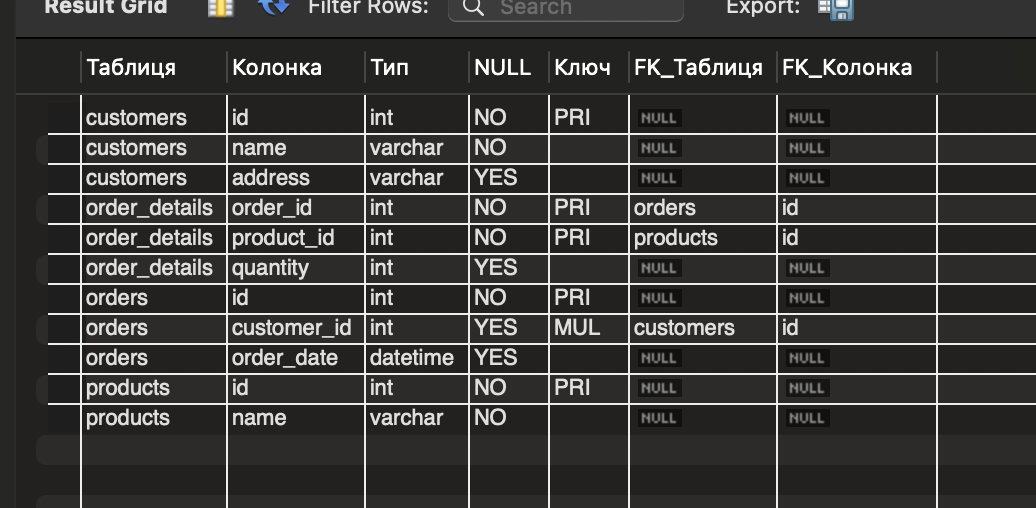 Result Grid Filter Rows: Search Export:
Таблиця Колонка Тип NULL Ключ FK_Таблиця FK_Колонка
customers id int NO PRI NULL NULL
customers name varchar NO NULL NULL
customers address varchar YES NULL NULL
order_details order_id int NO PRI orders id
order_details product_id int NO PRI products id
order_details quantity int YES NULL NULL
orders id int NO PRI NULL NULL
orders customer_id int YES MUL customers id
orders order_date datetime YES NULL NULL
products id int NO PRI NULL NULL
products name varchar NO NULL NULL